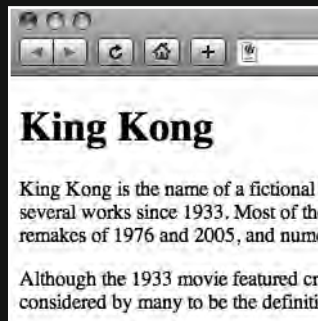 King Kong
King Kong is the name of a fictional
several works since 1933. Most of the
remakes of 1976 and 2005, and nume
Although the 1933 movie featured cr
considered by many to be the definiti